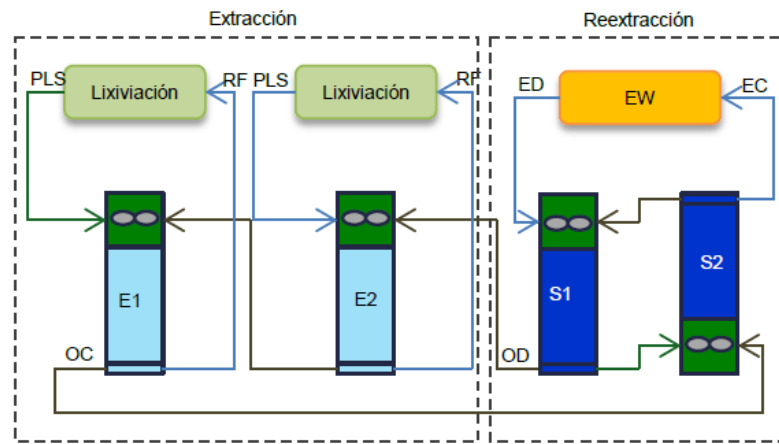 Extracción
Reextracción
PLS
Lixiviación
RF
PLS
Lixiviación
RF
ED
EW
EC
E1
E2
S1
S2
OC
OD